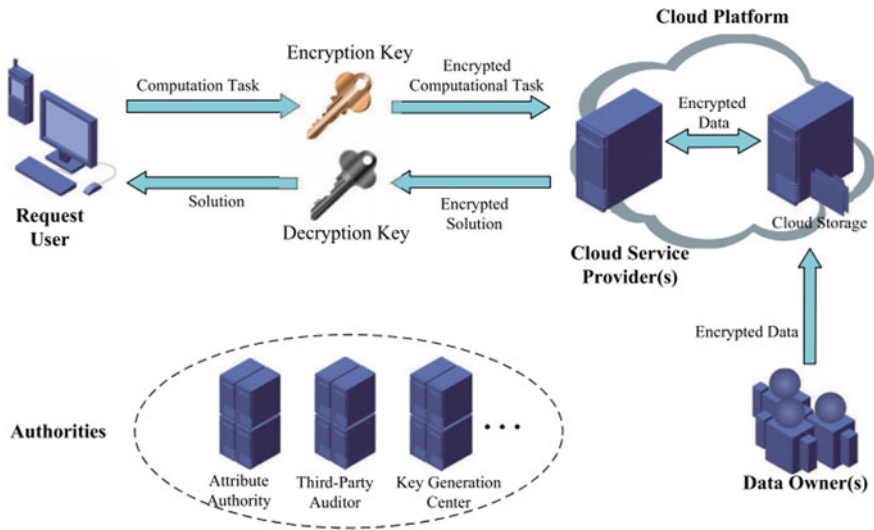 Cloud Platform
Encryption Key
Computation Task
Encrypted
Computational Task
Encrypted
Data
Solution
Encrypted
Solution
Decryption Key
Request
User
Cloud Storage
Cloud Service
Provider(s)
Encrypted Data
Authorities
Attribute
Authority
Third-Party
Auditor
Key Generation
Center
Data Owner(s)